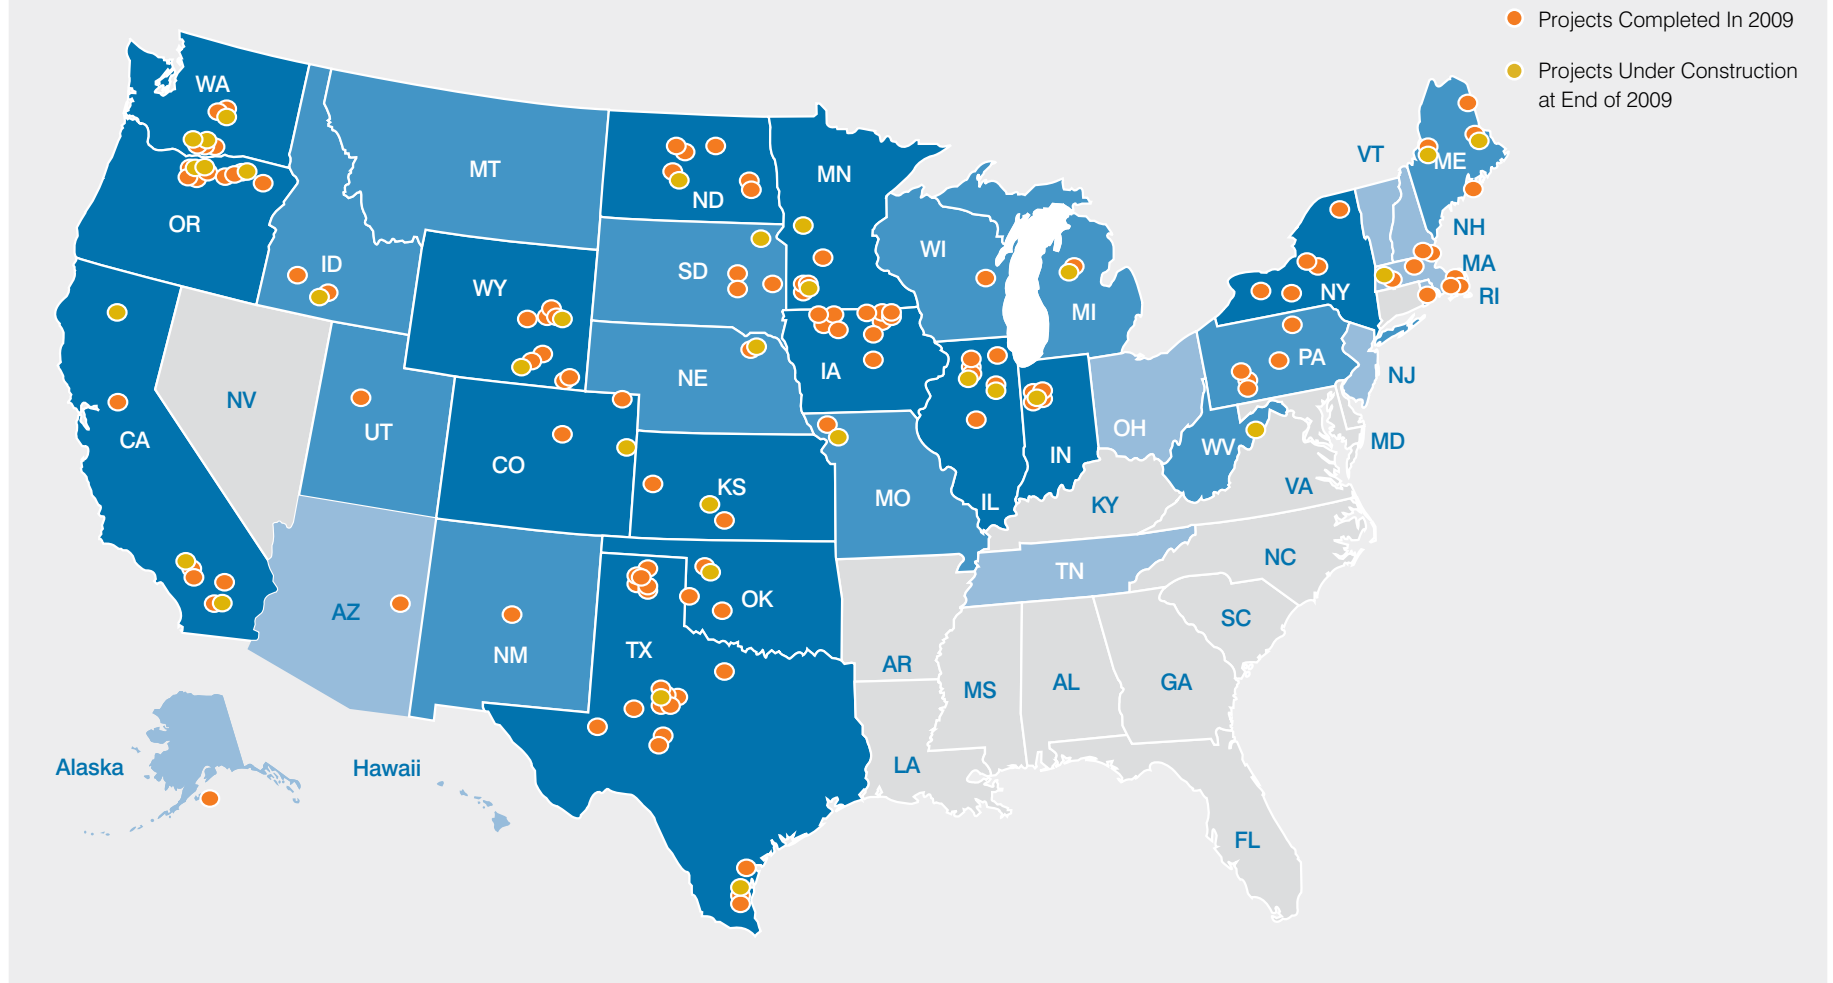 Projects Completed In 2009
Projects Under Construction
at End of 2009
WA
MT
ND
MN
VT
ME
OR
ID
SD
WI
NH
MA
RI
WY
MI
NY
NV
UT
NE
IA
PA
NJ
CA
CO
KS
MO
IL
IN
OH
WV
MD
VA
KY
AZ
NM
OK
TX
TN
NC
SC
AR
MS
AL
GA
LA
FL
Alaska
Hawaii